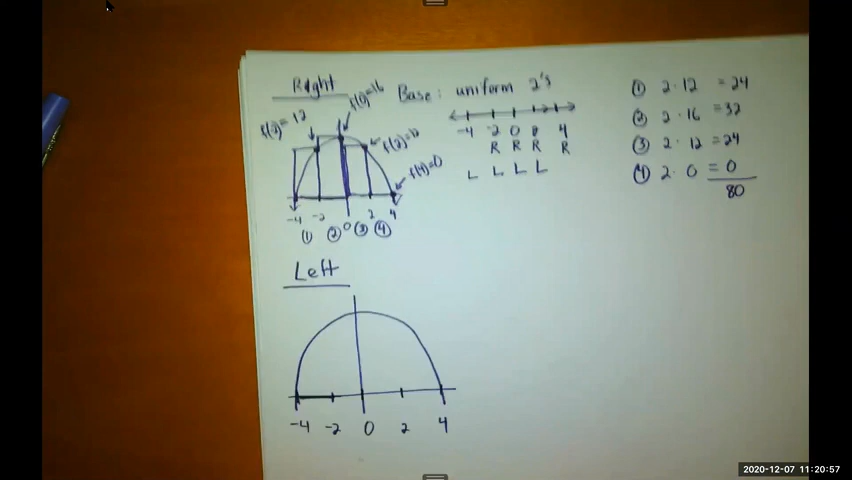 Right
f(0)=16
f(2)=12
f(2)=12
f(4)=0
-4 -2 0 2 4
① ② ③ ④
Base: uniform 2's
-4 -2 0 4
R R R R
L L L L
① 2·12 = 24
② 2·16 = 32
③ 2·12 = 24
④ 2·0 = 0
80
Left
-4 -2 0 2 4
2020-12-07 11:20:57